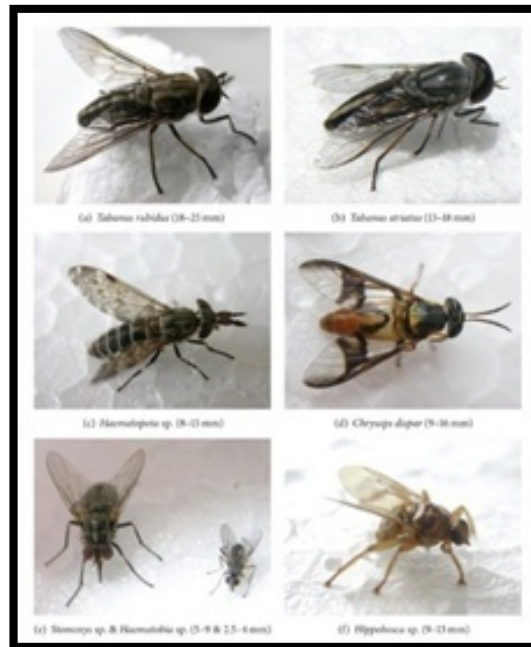 (a) Tabanus rubidus (18–25 mm)
(b) Tabanus striatus (13–18 mm)
(c) Haematopota sp. (8–13 mm)
(d) Chrysops dispar (9–16 mm)
(e) Stomoxys sp. & Haematobia sp. (5–9 & 2.5–4 mm)
(f) Hippobosca sp. (9–13 mm)